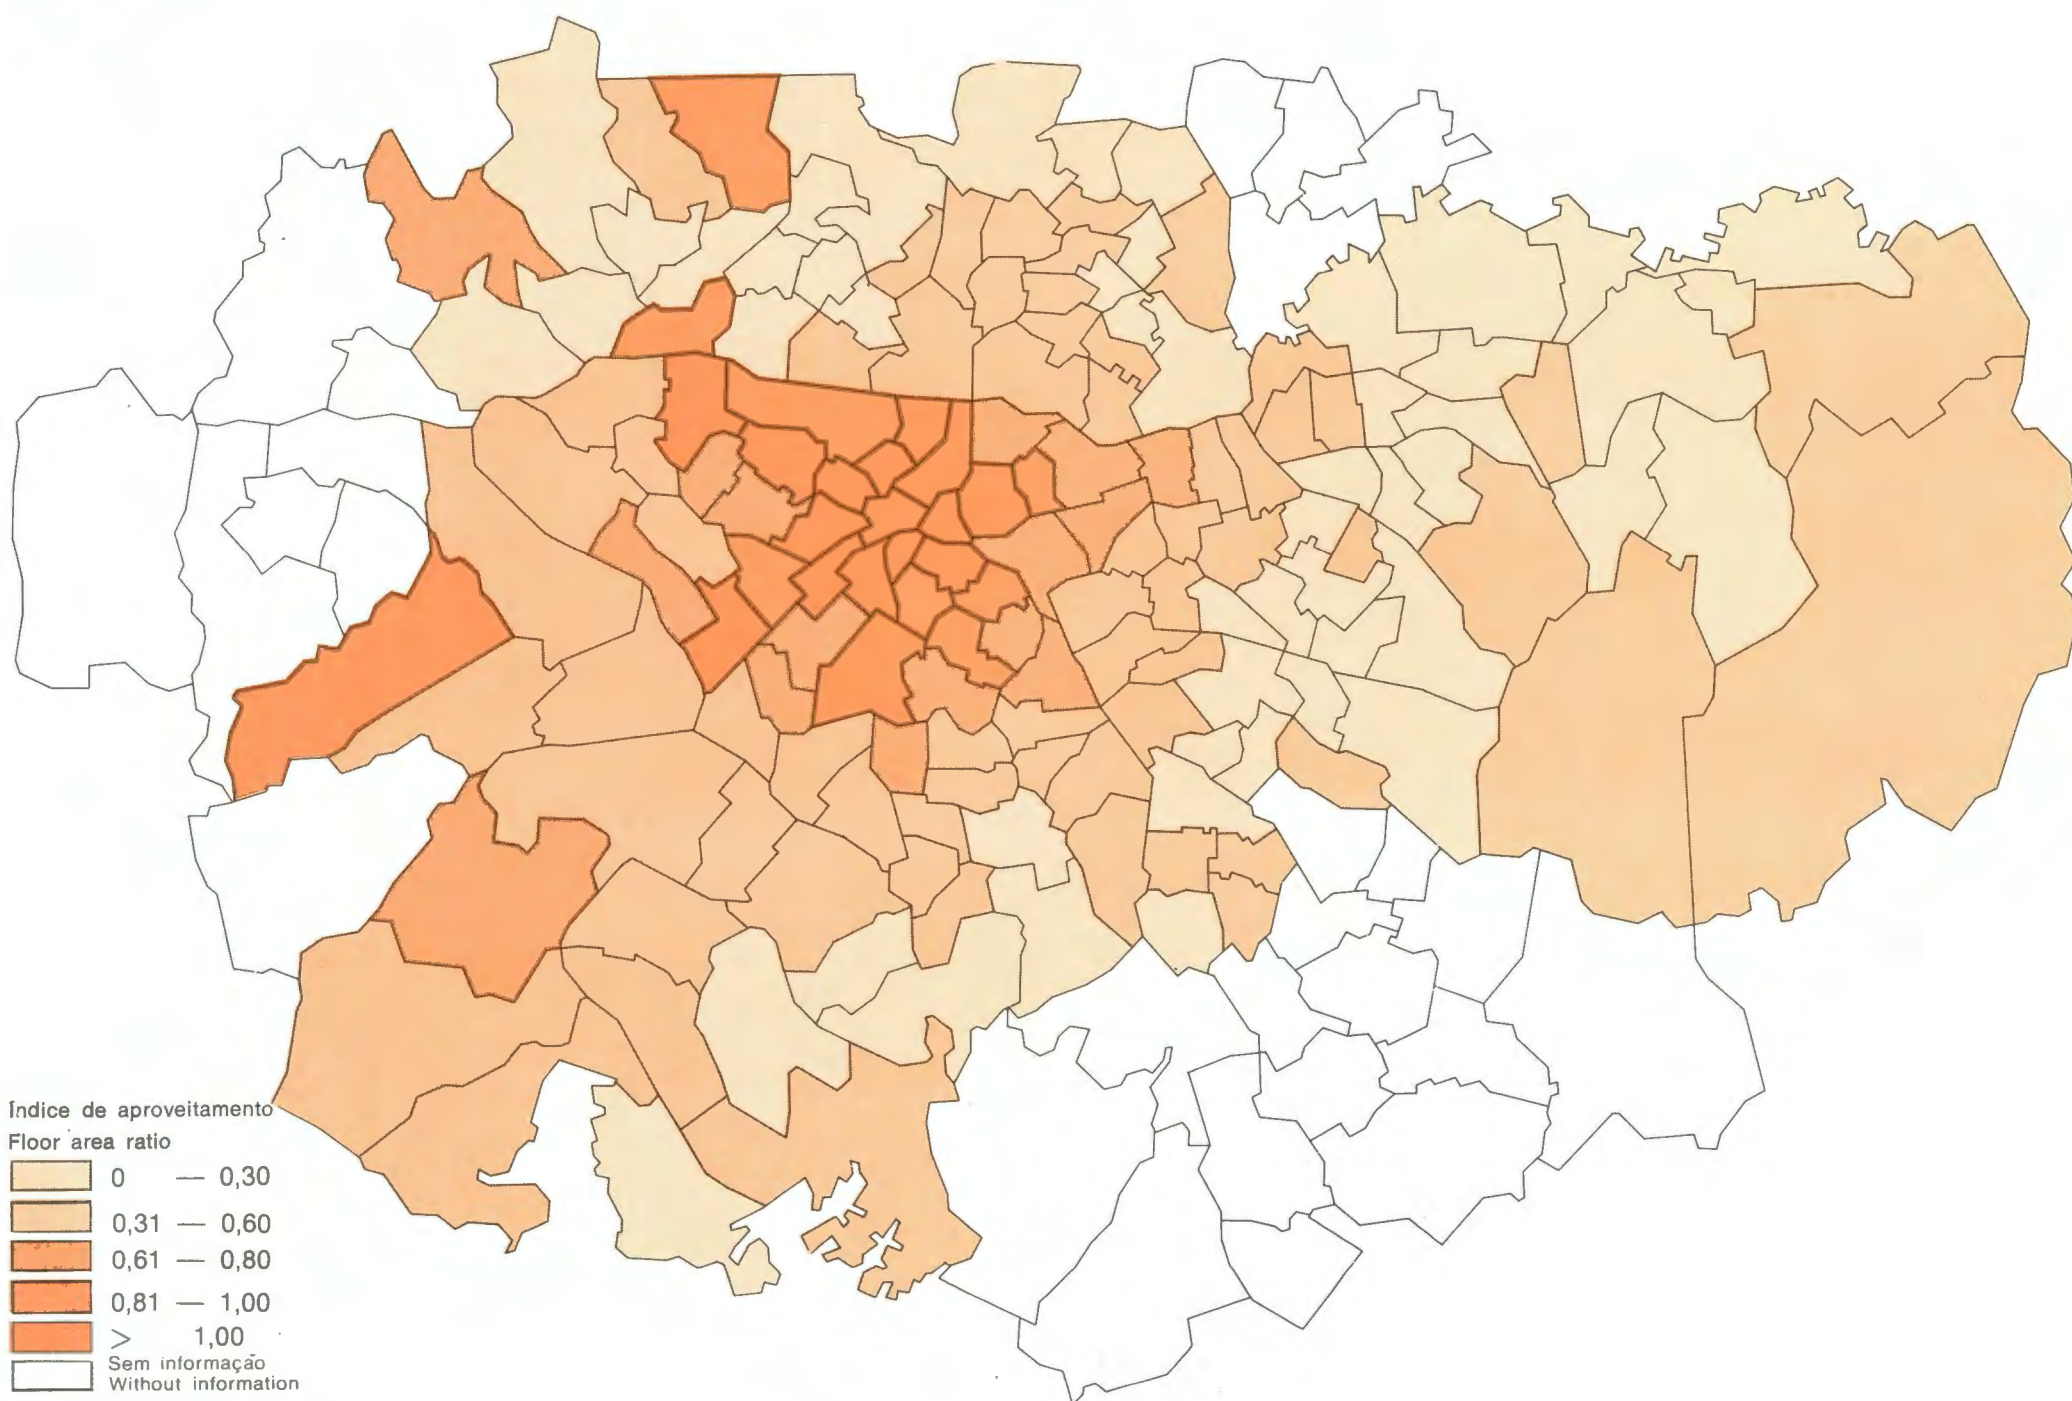 Índice de aproveitamento
Floor area ratio
0 — 0,30
0,31 — 0,60
0,61 — 0,80
0,81 — 1,00
> 1,00
Sem informação
Without information